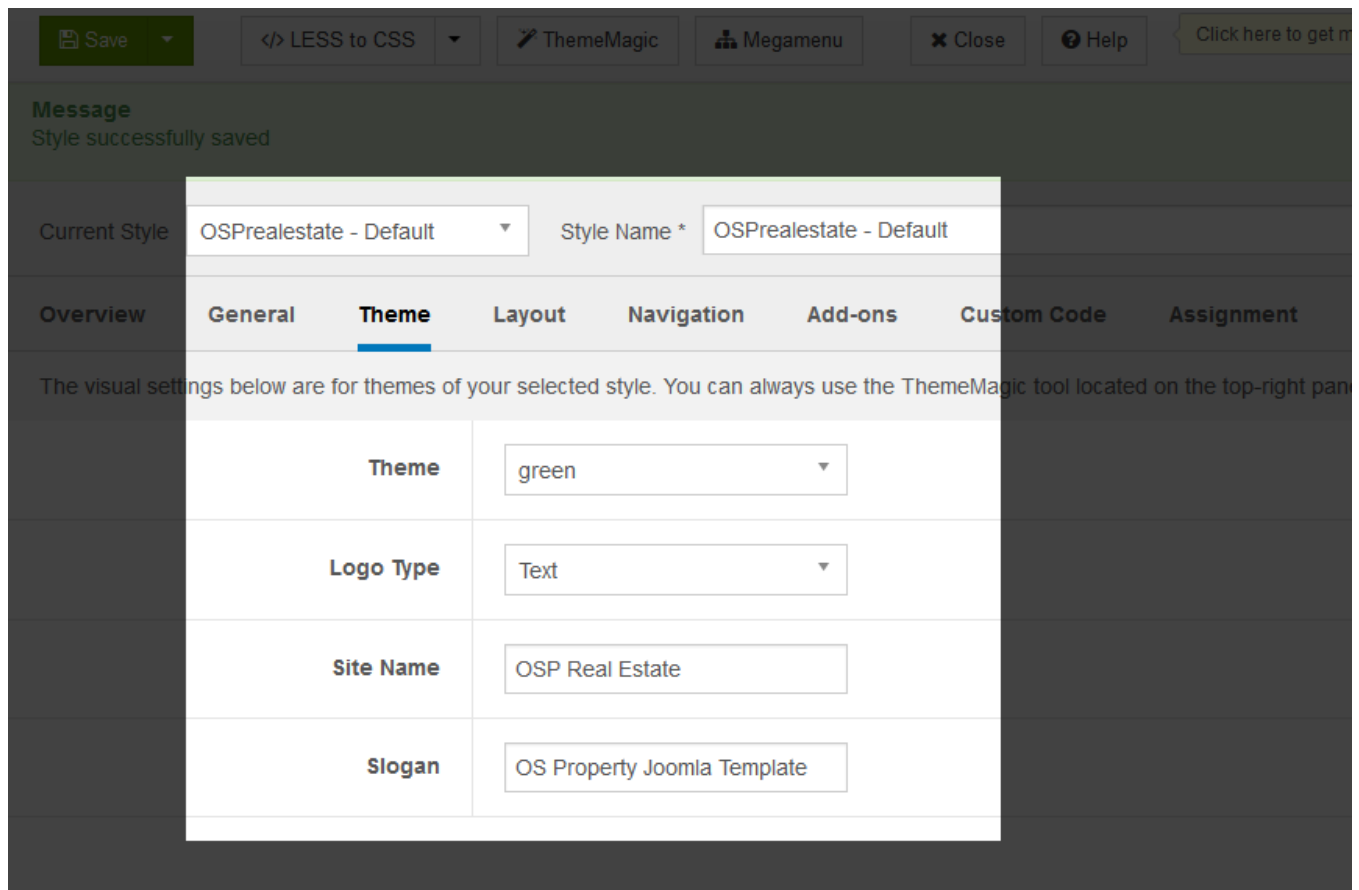 Save </> LESS to CSS ThemeMagic Megamenu Close Help Click here to get
Message
Style successfully saved
Current Style OSPrealestate - Default Style Name * OSPrealestate - Default
Overview General Theme Layout Navigation Add-ons Custom Code Assignment
The visual settings below are for themes of your selected style. You can always use the ThemeMagic tool located on the top-right
Theme green
Logo Type Text
Site Name OSP Real Estate
Slogan OS Property Joomla Template